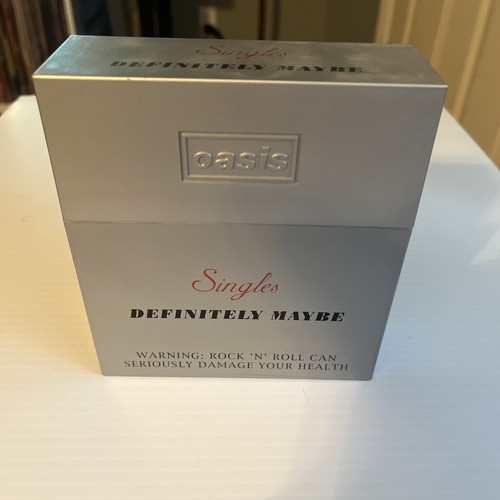 Singles
DEFINITELY MAYBE
oasis
Singles
DEFINITELY MAYBE
WARNING: ROCK 'N' ROLL CAN
SERIOUSLY DAMAGE YOUR HEALTH